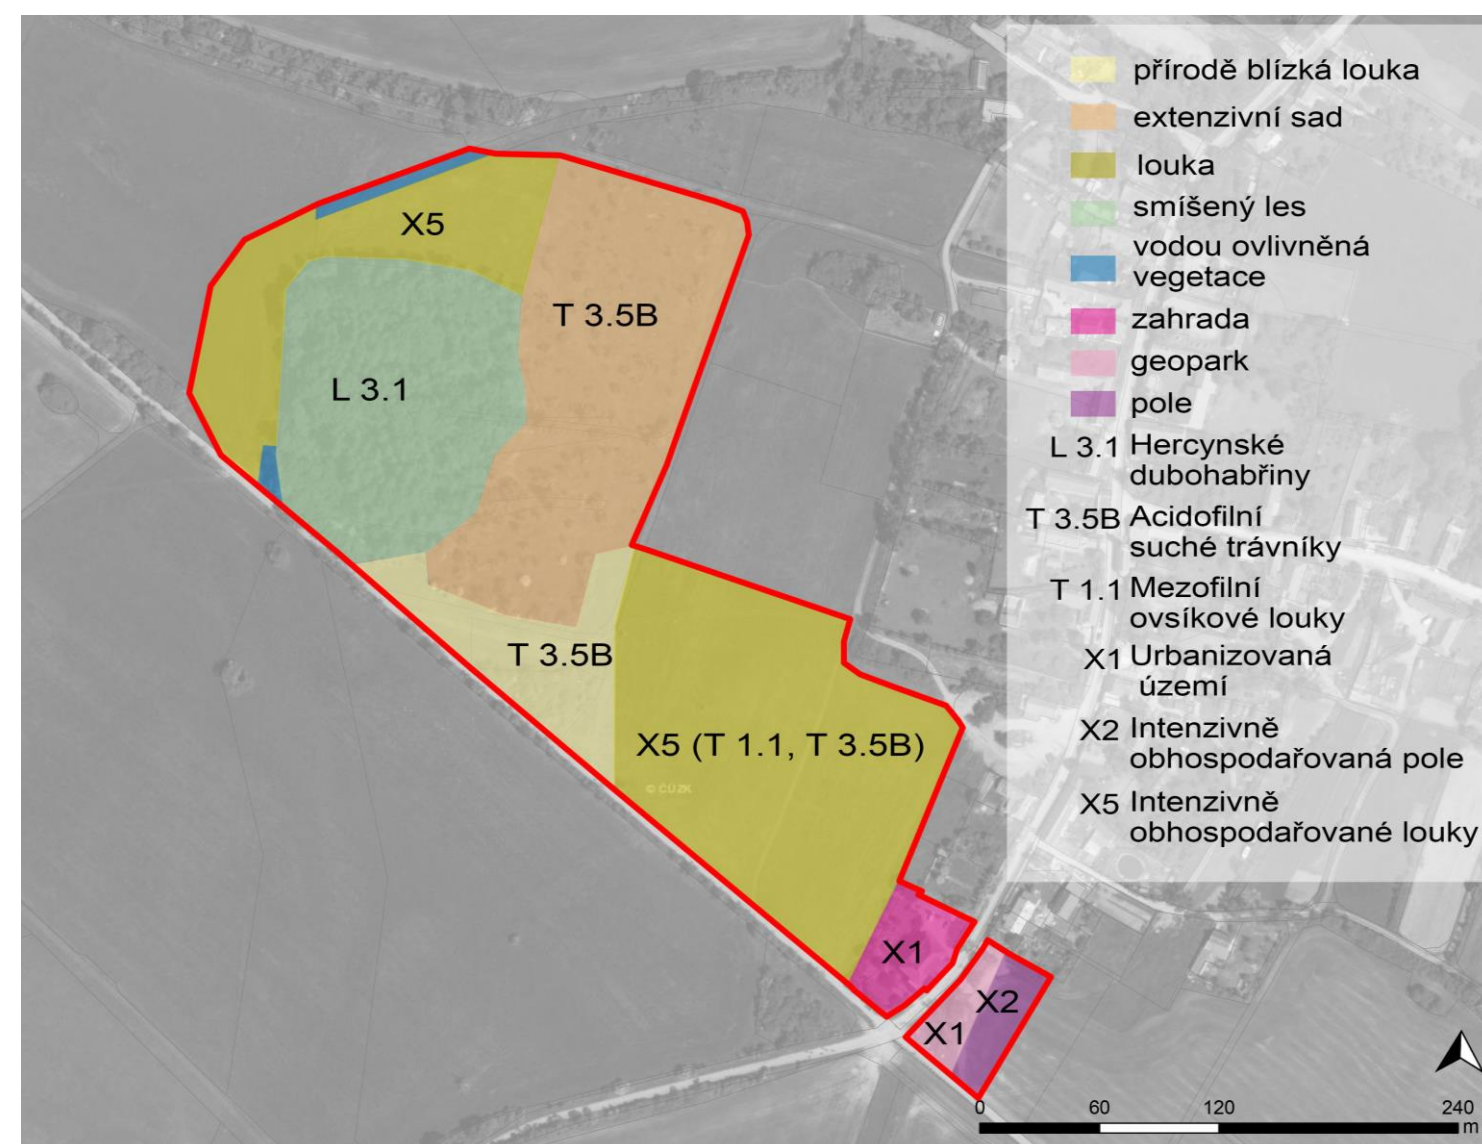 přírodě blízká louka
extenzivní sad
louka
smíšený les
vodou ovlivněná
vegetace
zahrada
geopark
pole
L 3.1 Hercynské
dubohabřiny
T 3.5B Acidofilní
suché trávníky
T 1.1 Mezofilní
ovsíkové louky
X1 Urbanizovaná
území
X2 Intenzivně
obhospodařovaná pole
X5 Intenzivně
obhospodařované louky
X5
T 3.5B
L 3.1
T 3.5B
X5 (T 1.1, T 3.5B)
© ČÚZK
X1
X2
X1
0 60 120 240
m